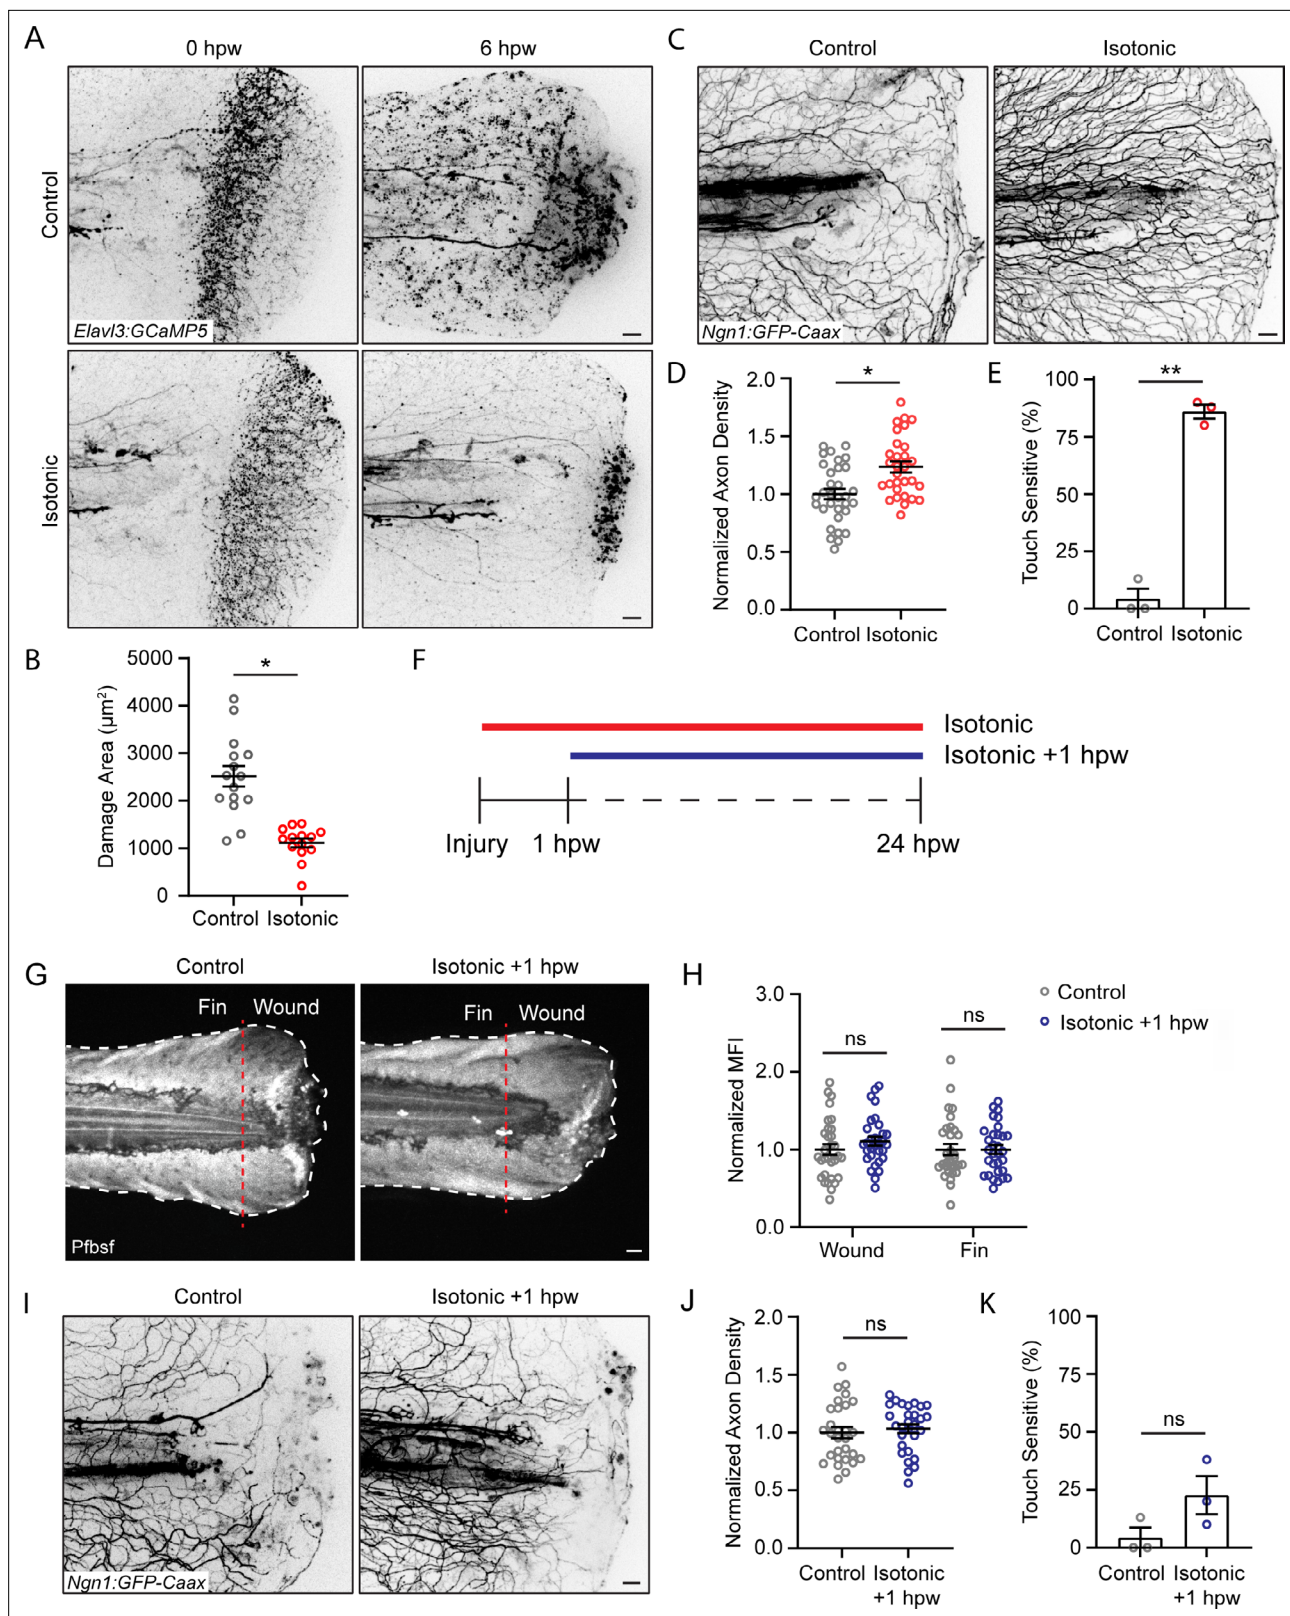 A
0 hpw
6 hpw
Control
Elavl3:GCaMP5
Isotonic
C
Control
Isotonic
Ngn1:GFP-Caax
D
Normalized Axon Density
2.0
1.5
1.0
0.5
0.0
*
Control
Isotonic
E
Touch Sensitive (%)
100
75
50
25
0
**
Control
Isotonic
B
Damage Area (µm²)
5000
4000
3000
2000
1000
0
*
Control
Isotonic
F
Isotonic
Isotonic +1 hpw
Injury
1 hpw
24 hpw
G
Control
Isotonic +1 hpw
Fin
Wound
Fin
Wound
Pfbsf
H
Normalized MFI
3.0
2.0
1.0
0.0
ns
ns
Wound
Fin
Control
Isotonic +1 hpw
I
Control
Isotonic +1 hpw
Ngn1:GFP-Caax
J
Normalized Axon Density
2.0
1.5
1.0
0.5
0.0
ns
Control
Isotonic
+1 hpw
K
Touch Sensitive (%)
100
75
50
25
0
ns
Control
Isotonic
+1 hpw